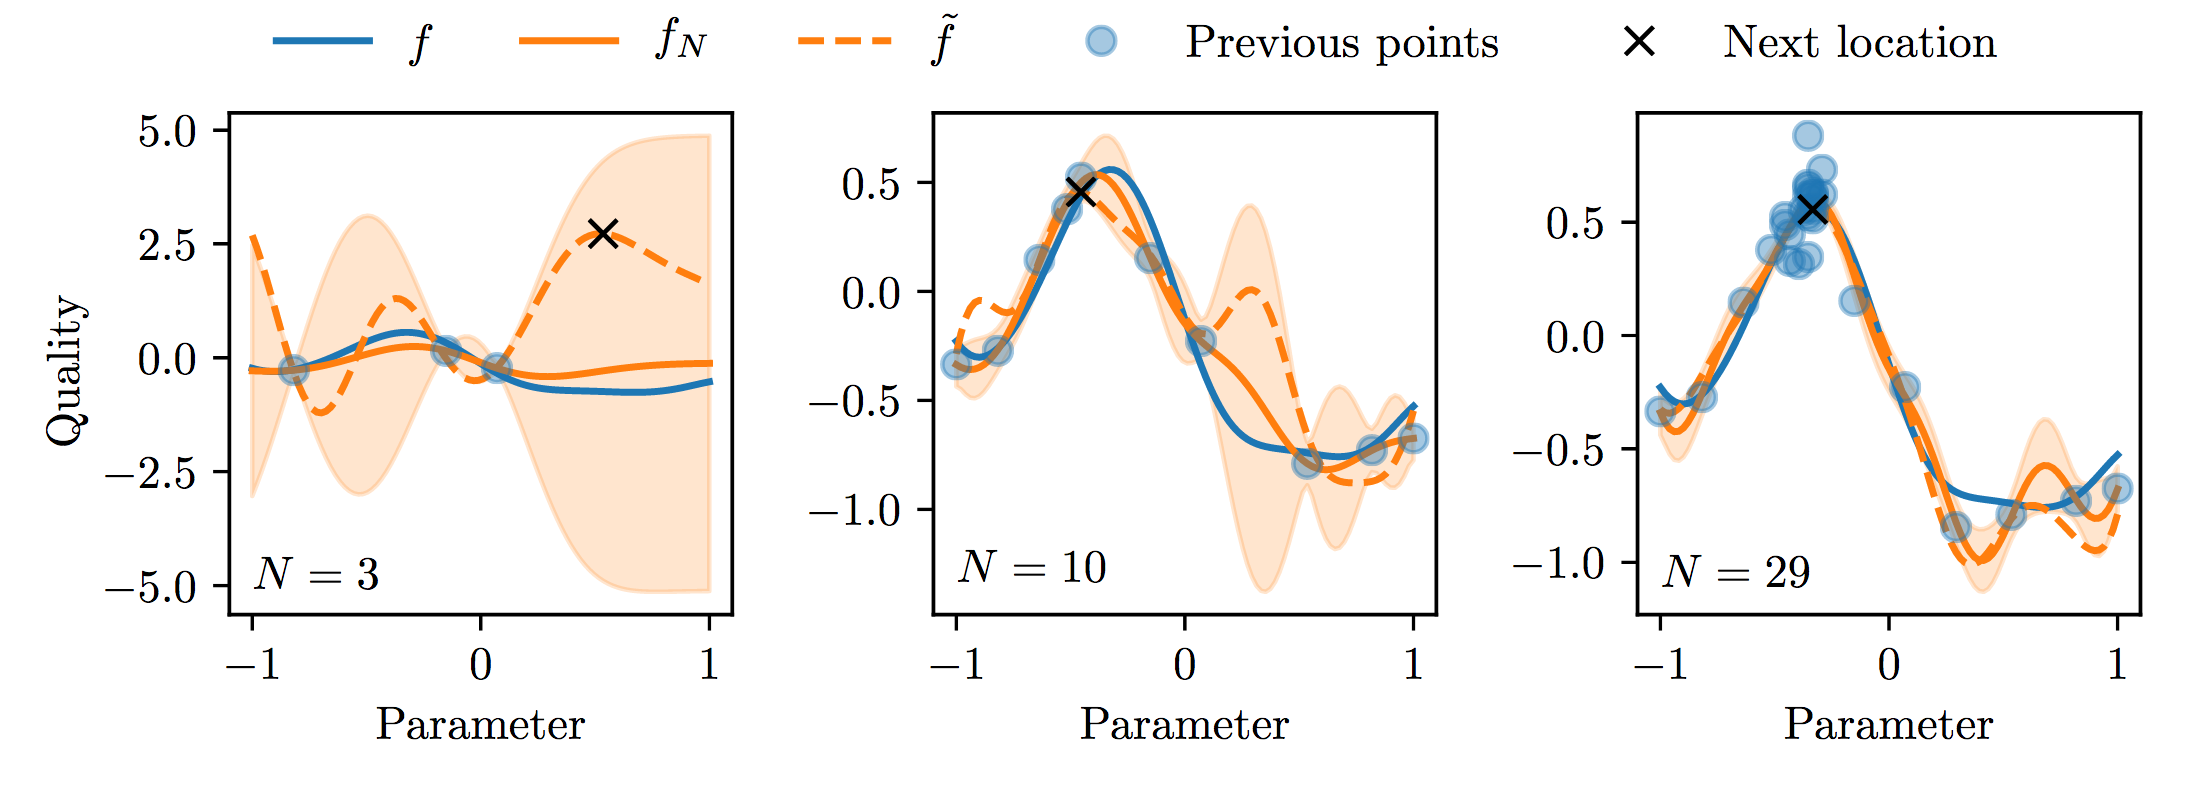 f f_N f̃ Previous points Next location
Quality
5.0
2.5
0.0
−2.5
−5.0
N = 3
−1 0 1
Parameter
0.5
0.0
−0.5
−1.0
N = 10
−1 0 1
Parameter
0.5
0.0
−0.5
−1.0
N = 29
−1 0 1
Parameter